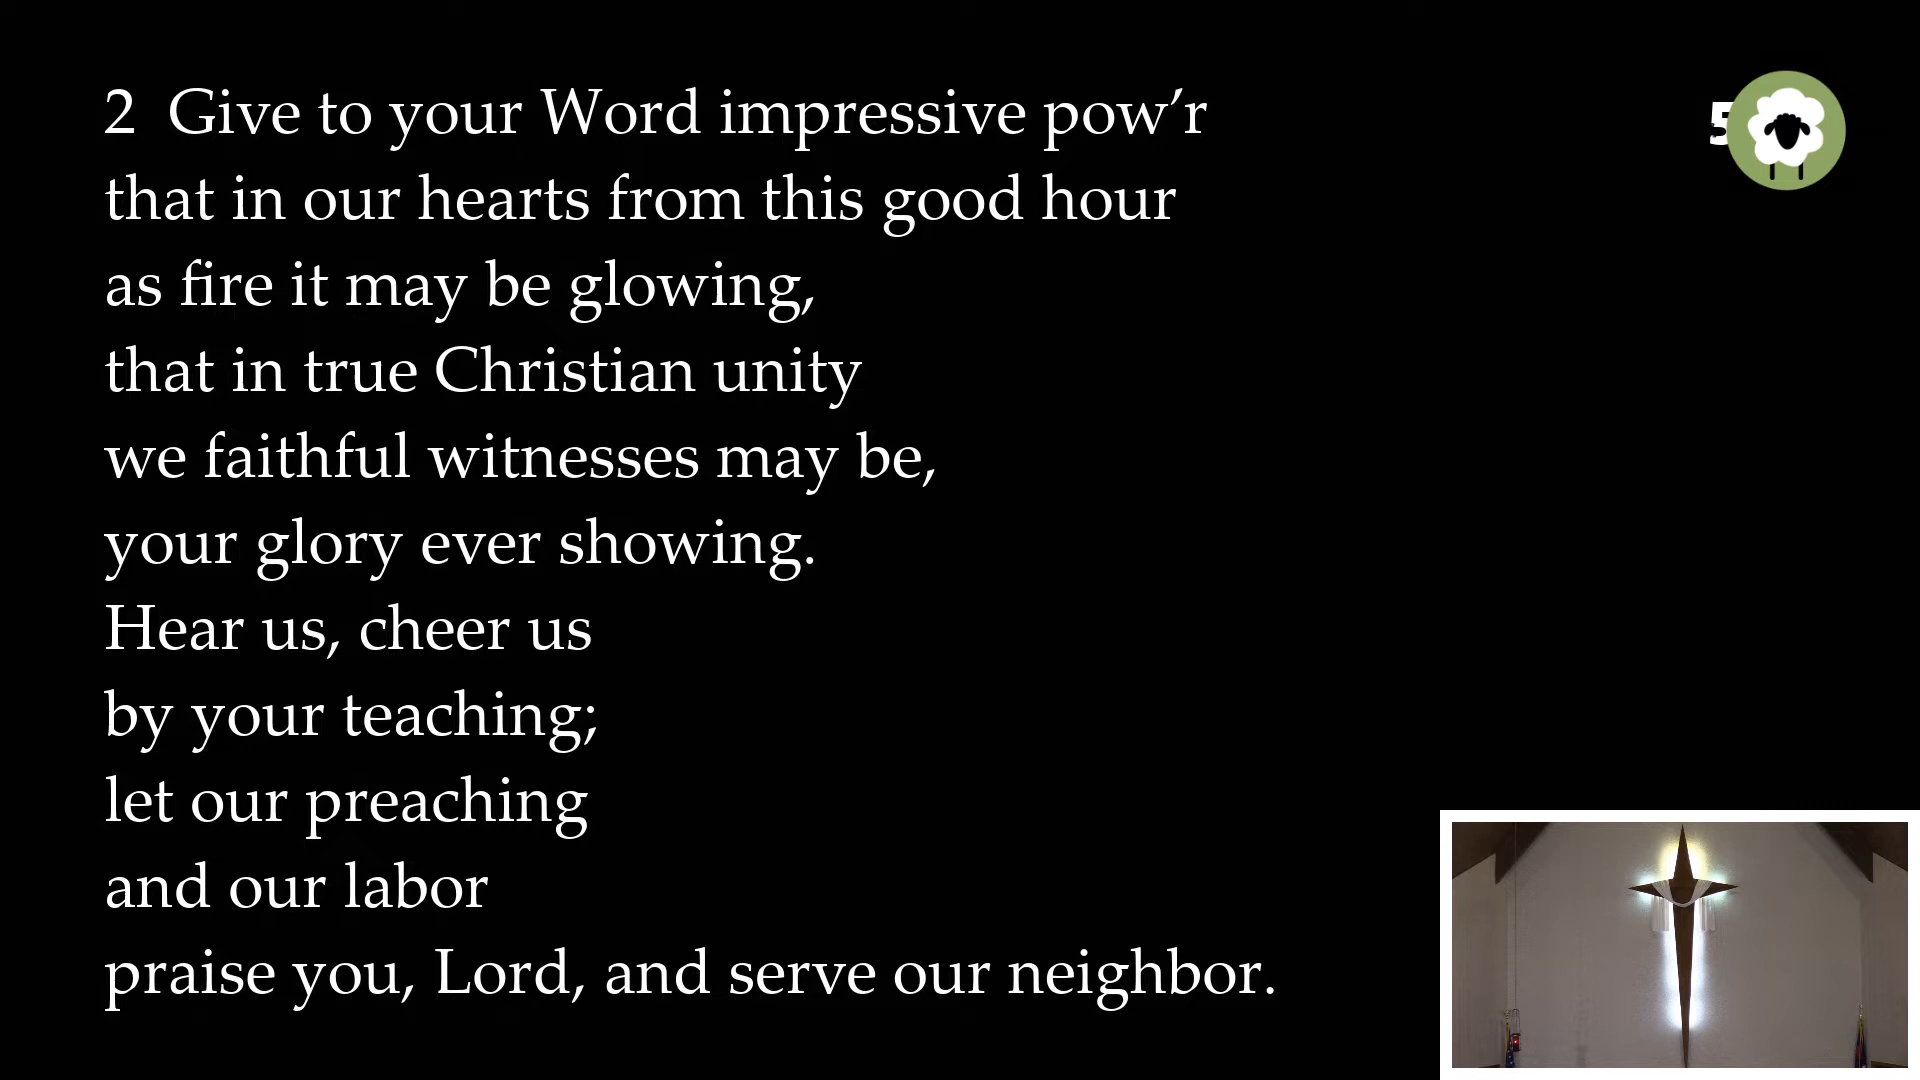 2 Give to your Word impressive pow’r
that in our hearts from this good hour
as fire it may be glowing,
that in true Christian unity
we faithful witnesses may be,
your glory ever showing.
Hear us, cheer us
by your teaching;
let our preaching
and our labor
praise you, Lord, and serve our neighbor.